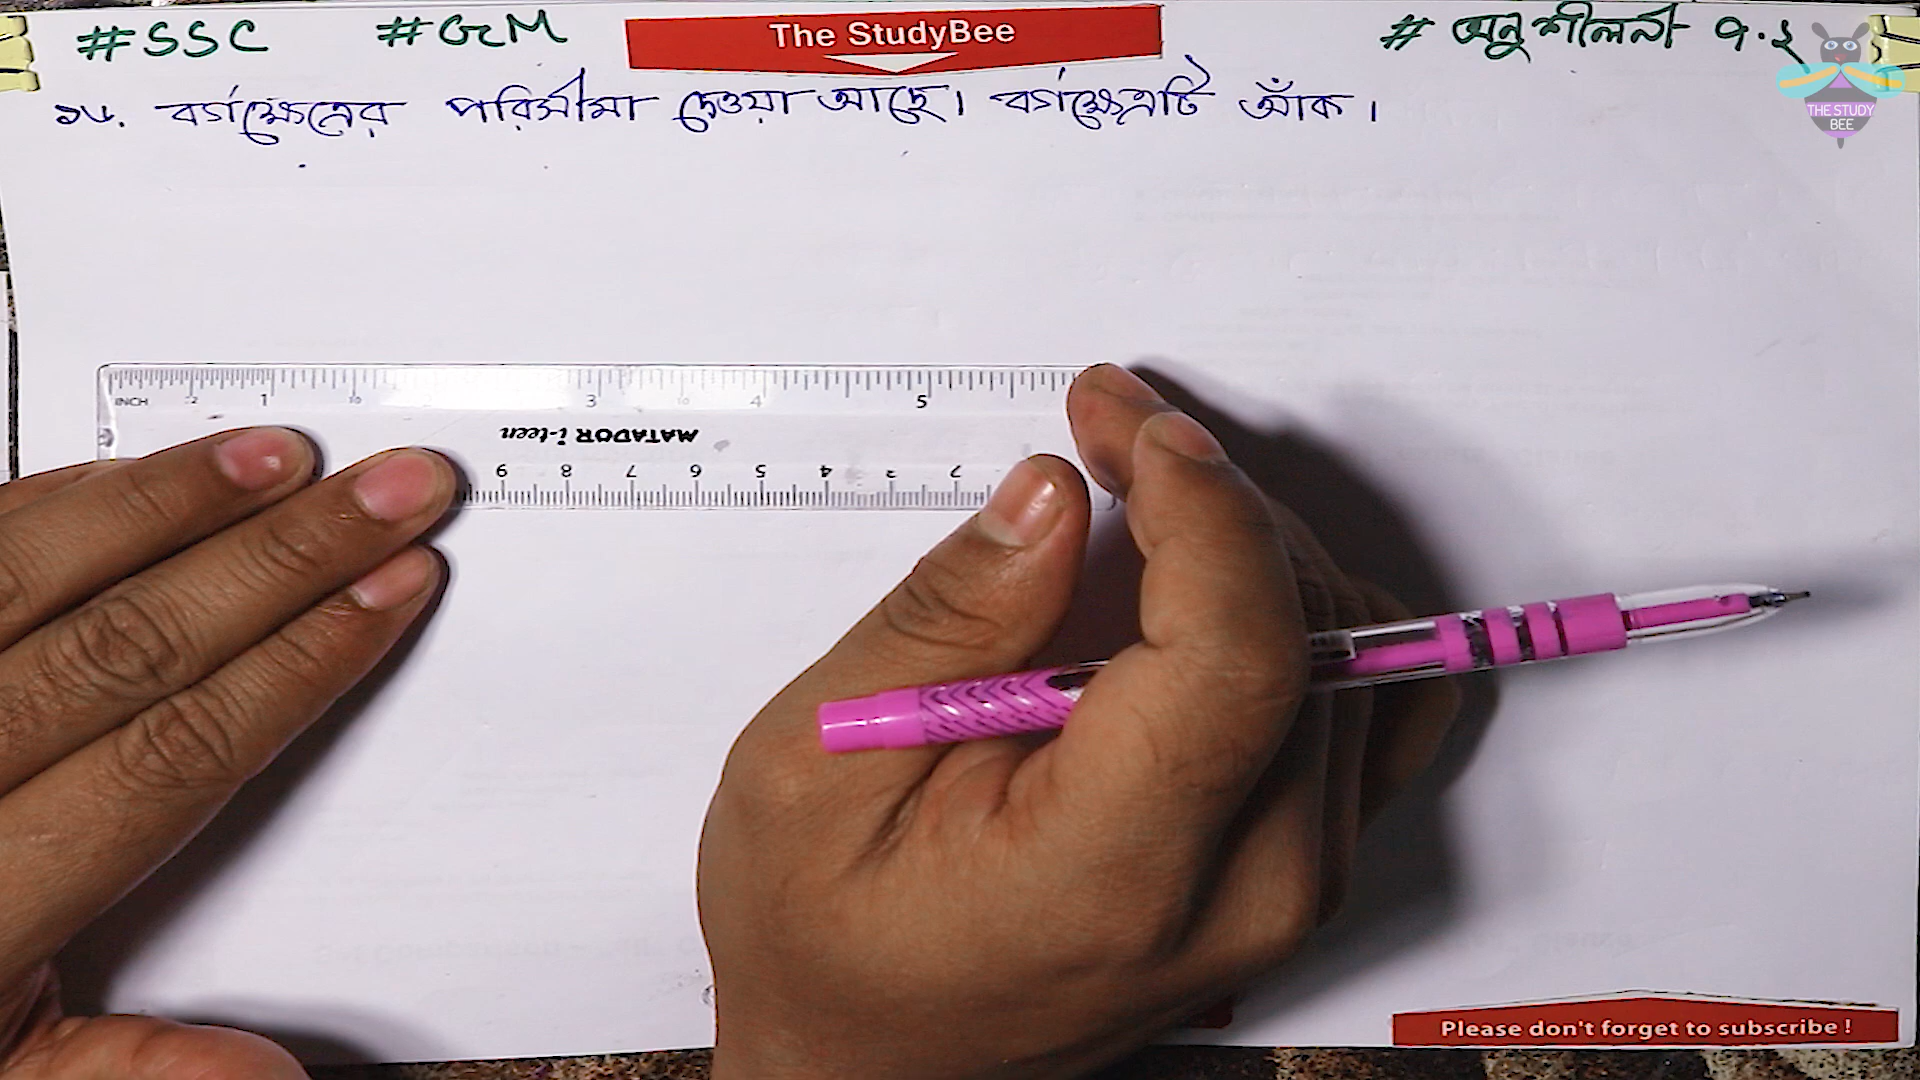 #SSC #GM The StudyBee # অনুশীলনী ৭.২
১৮. বর্গক্ষেত্রের পরিসীমা দেওয়া আছে। বর্গক্ষেত্রটি আঁক।
THE STUDY
BEE
INCH 1 3 4 5
MATADOR i-teen
9 8 7 6 5 4 3 2
Please don't forget to subscribe !